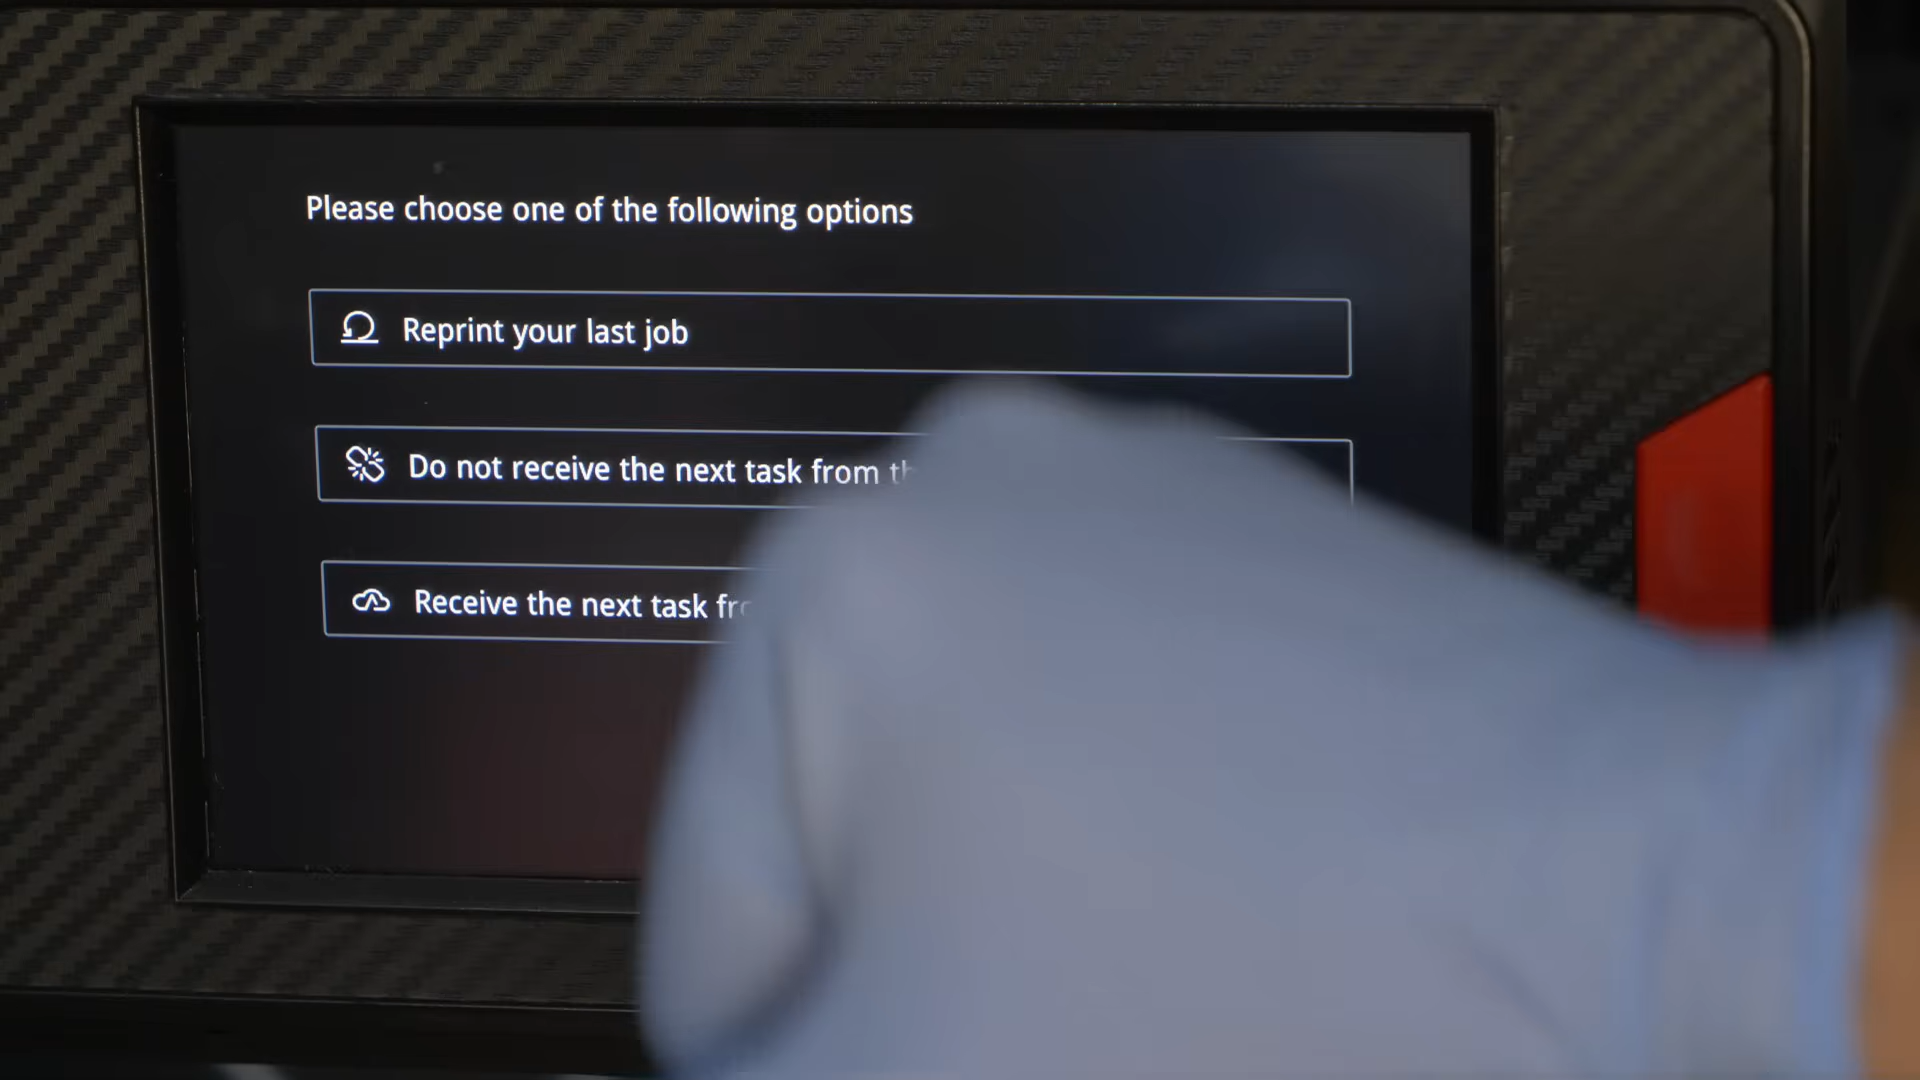 Please choose one of the following options
Reprint your last job
Do not receive the next task from
Receive the next task